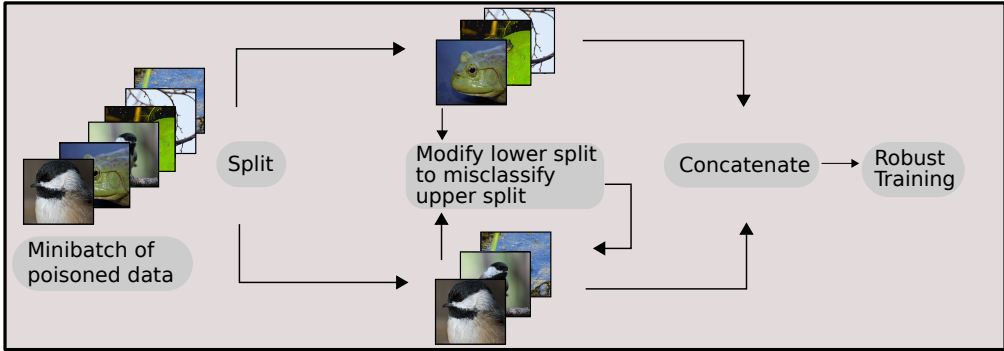 Minibatch of
poisoned data
Split
Modify lower split
to misclassify
upper split
Concatenate
Robust
Training